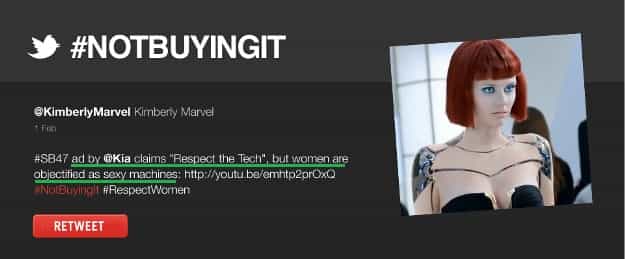 #NOTBUYINGIT
@KimberlyMarvel Kimberly Marvel
1 Feb
#SB47 ad by @Kia claims "Respect the Tech", but women are
objectified as sexy machines: http://youtu.be/emhtp2prOxQ
#NotBuyingIt #RespectWomen
RETWEET